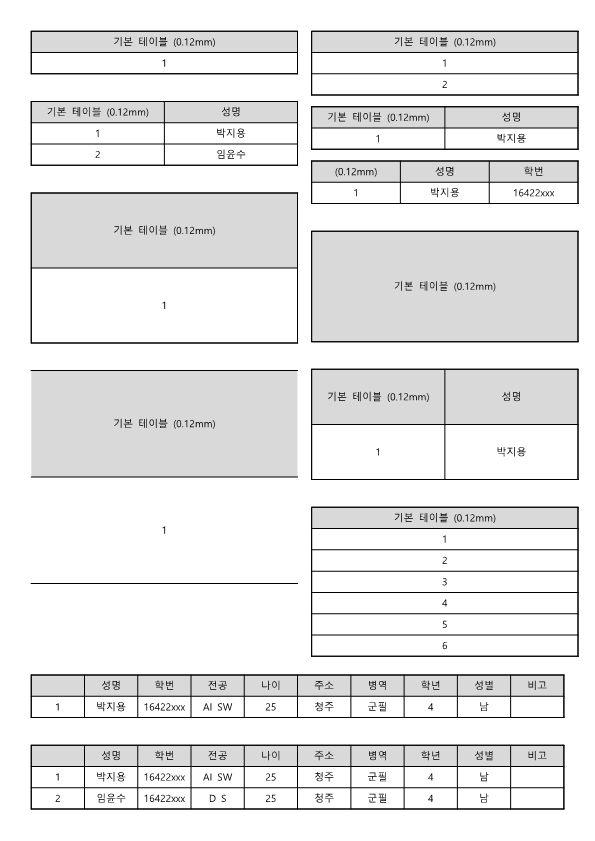 기본 테이블 (0.12mm)
1
기본 테이블 (0.12mm) 성명
1 박지용
2 임윤수
기본 테이블 (0.12mm)
1
기본 테이블 (0.12mm)
1
기본 테이블 (0.12mm)
1
2
기본 테이블 (0.12mm) 성명
1 박지용
(0.12mm) 성명 학번
1 박지용 16422xxx
기본 테이블 (0.12mm)
기본 테이블 (0.12mm) 성명
1 박지용
기본 테이블 (0.12mm)
1
2
3
4
5
6
성명 학번 전공 나이 주소 병역 학년 성별 비고
1 박지용 16422xxx AI SW 25 청주 군필 4 남
성명 학번 전공 나이 주소 병역 학년 성별 비고
1 박지용 16422xxx AI SW 25 청주 군필 4 남
2 임윤수 16422xxx D S 25 청주 군필 4 남